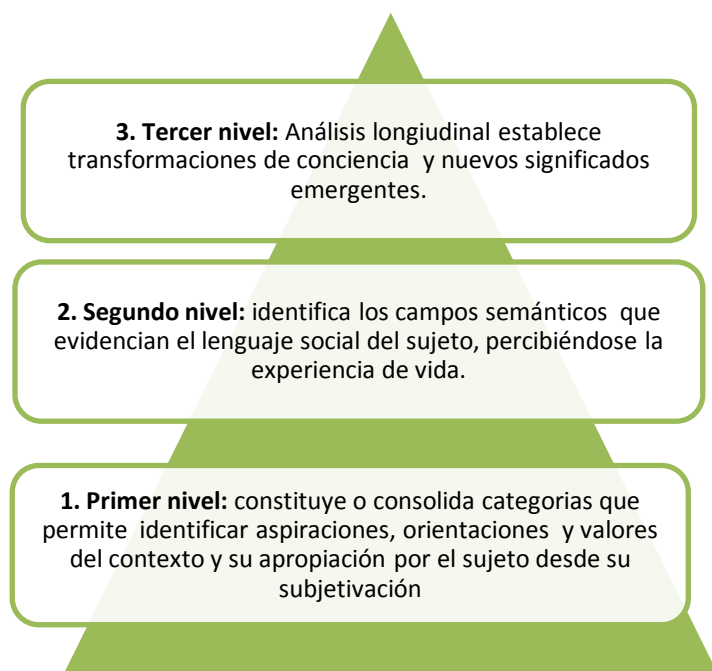 3. Tercer nivel: Análisis longiudinal establece
transformaciones de conciencia y nuevos significados
emergentes.
2. Segundo nivel: identifica los campos semánticos que
evidencian el lenguaje social del sujeto, percibiéndose la
experiencia de vida.
1. Primer nivel: constituye o consolida categorias que
permite identificar aspiraciones, orientaciones y valores
del contexto y su apropiación por el sujeto desde su
subjetivación